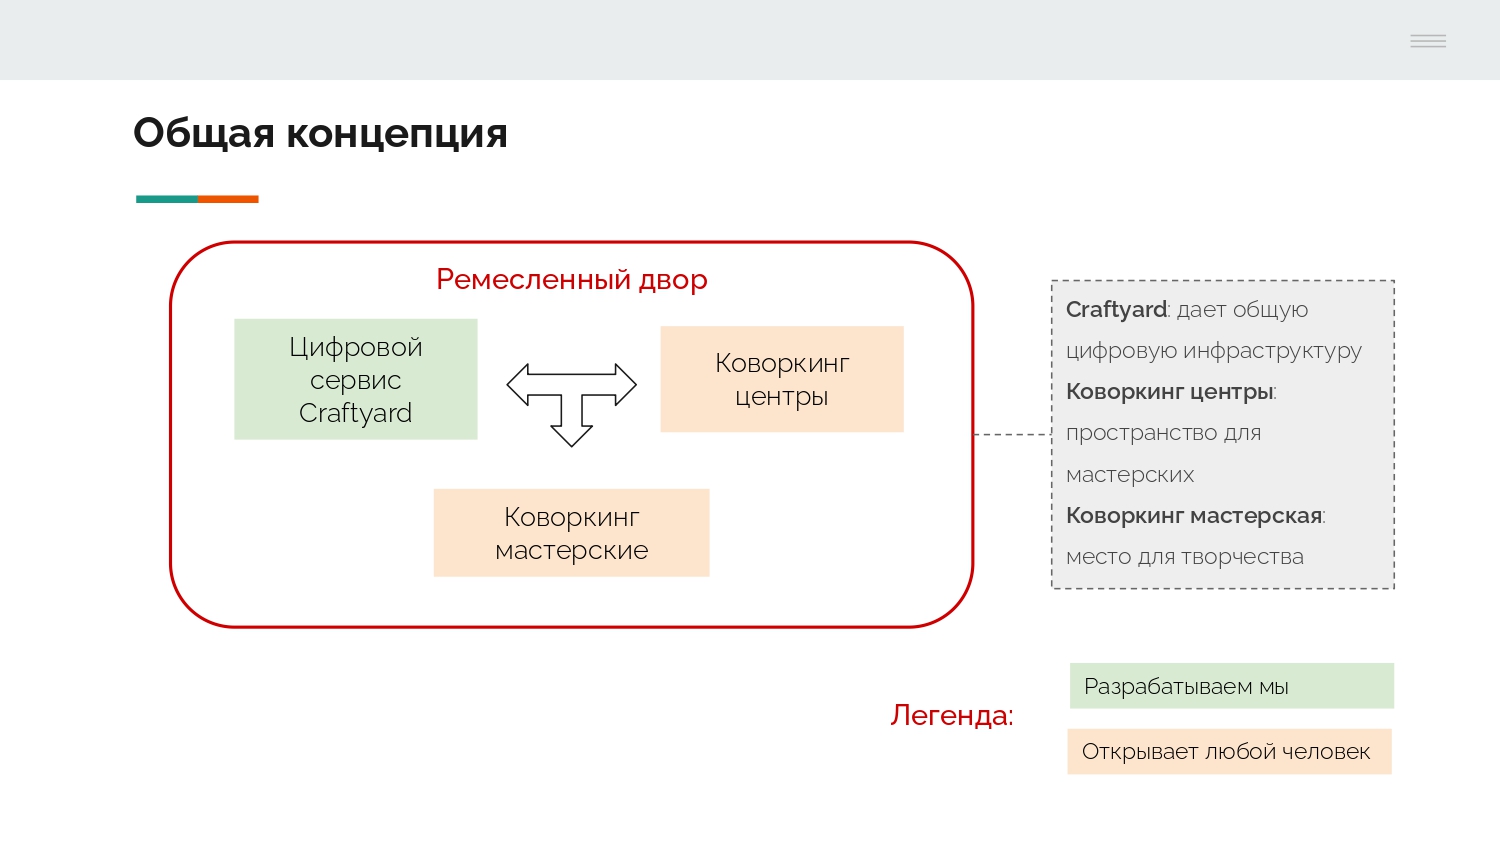 Общая концепция
Ремесленный двор
Цифровой
сервис
Craftyard
Коворкинг
центры
Коворкинг
мастерские
Craftyard: дает общую
цифровую инфраструктуру
Коворкинг центры:
пространство для
мастерских
Коворкинг мастерская:
место для творчества
Легенда:
Разрабатываем мы
Открывает любой человек